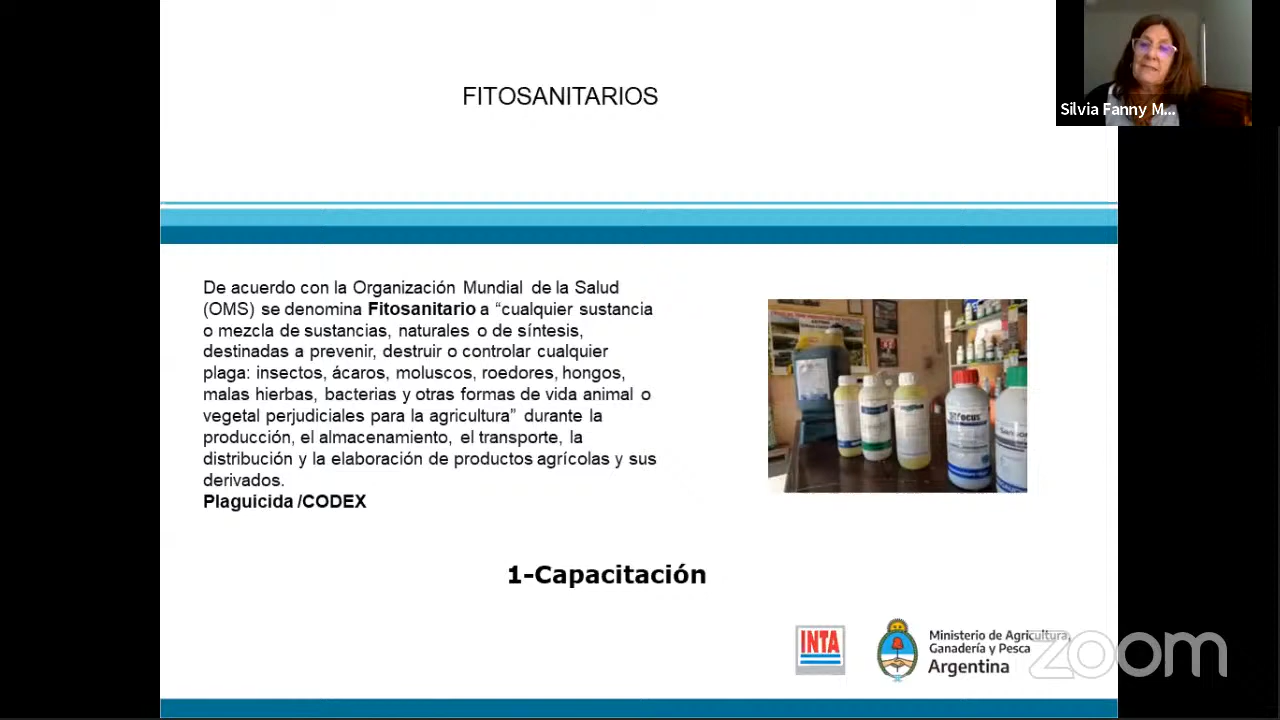 FITOSANITARIOS
Silvia Fanny M...
De acuerdo con la Organización Mundial de la Salud
(OMS) se denomina Fitosanitario a “cualquier sustancia
o mezcla de sustancias, naturales o de síntesis,
destinadas a prevenir, destruir o controlar cualquier
plaga: insectos, ácaros, moluscos, roedores, hongos,
malas hierbas, bacterias y otras formas de vida animal o
vegetal perjudiciales para la agricultura” durante la
producción, el almacenamiento, el transporte, la
distribución y la elaboración de productos agrícolas y sus
derivados.
Plaguicida /CODEX
1-Capacitación
INTA
Ministerio de Agricultura,
Ganadería y Pesca
Argentina
zoom